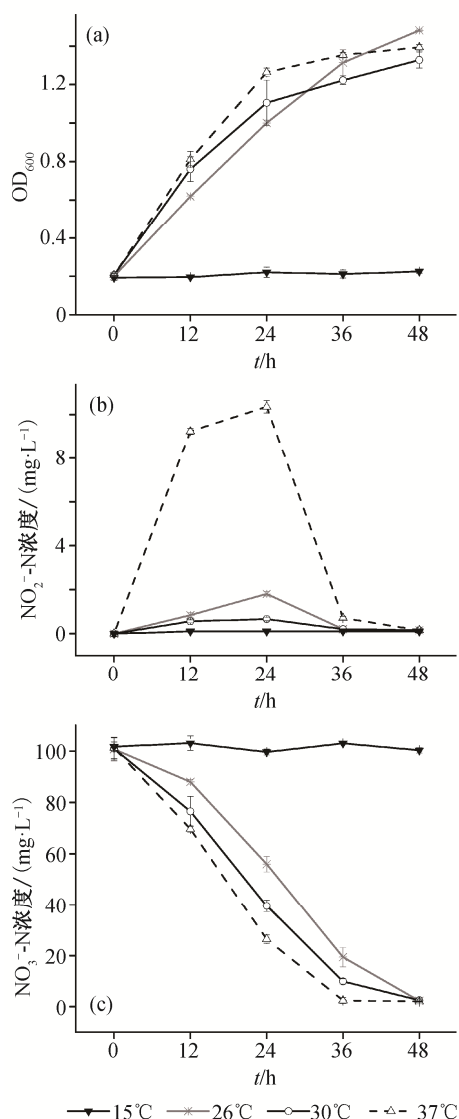 (a)
OD₆₀₀
1.2
0.8
0.4
0
0 12 24 36 48
t/h
(b)
NO₂⁻-N浓度/(mg·L⁻¹)
8
4
0
0 12 24 36 48
t/h
NO₃⁻-N浓度/(mg·L⁻¹)
100
80
60
40
20
0
(c)
0 12 24 36 48
t/h
15℃ 26℃ 30℃ 37℃